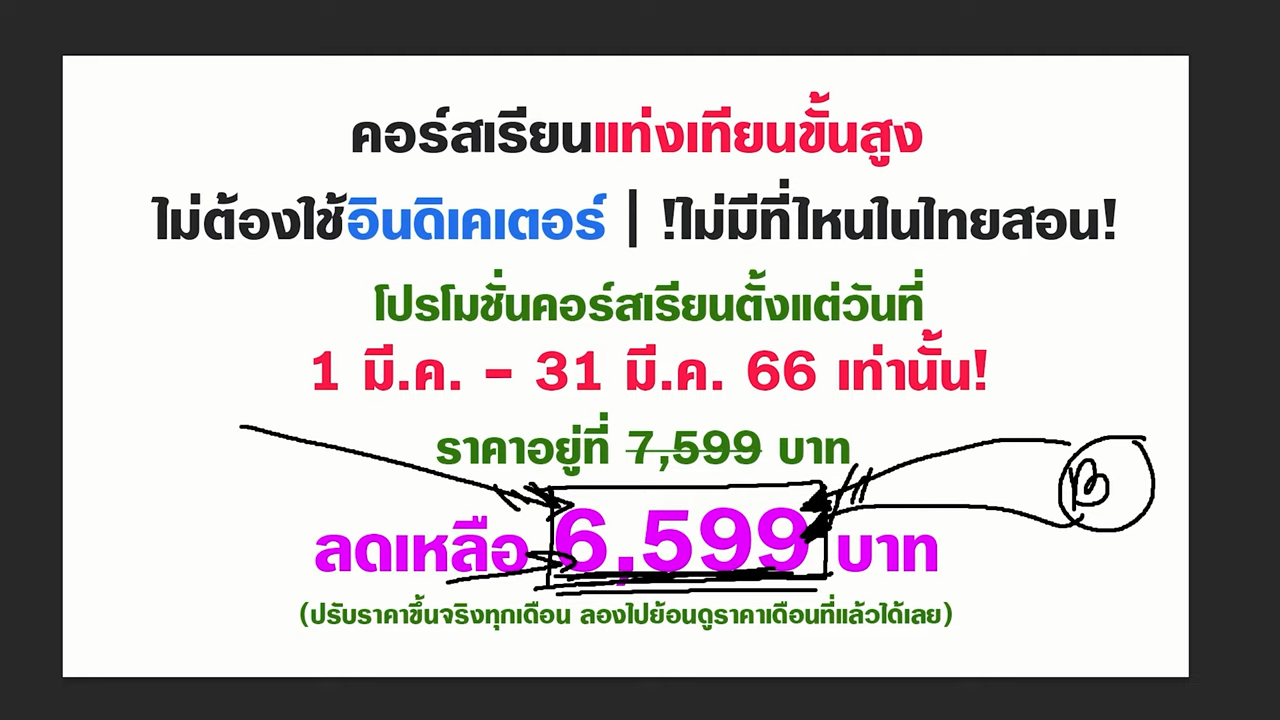 คอร์สเรียนแท่งเทียนขั้นสูง
ไม่ต้องใช้อินดิเคเตอร์ | !ไม่มีที่ไหนในไทยสอน!
โปรโมชั่นคอร์สเรียนตั้งแต่วันที่
1 มี.ค. – 31 มี.ค. 66 เท่านั้น!
ราคาอยู่ที่ 7,599 บาท
ลดเหลือ 6,599 บาท
(ปรับราคาขึ้นจริงทุกเดือน ลองไปย้อนดูราคาเดือนที่แล้วได้เลย)